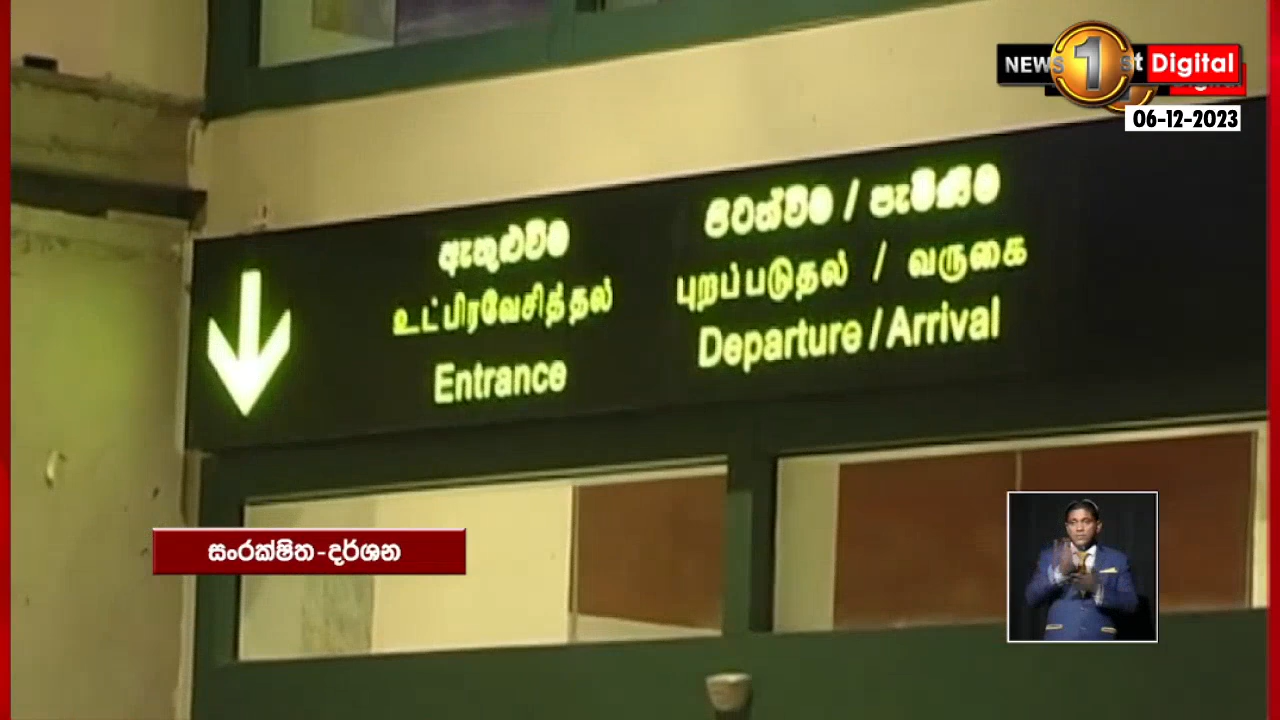 NEWS 1st Digital
06-12-2023
ඇතුළුවීම
உட்பிரவேசித்தல்
Entrance
පිටත්වීම / පැමිණීම
புறப்படுதல் / வருகை
Departure / Arrival
සංරක්ෂිත-දර්ශන